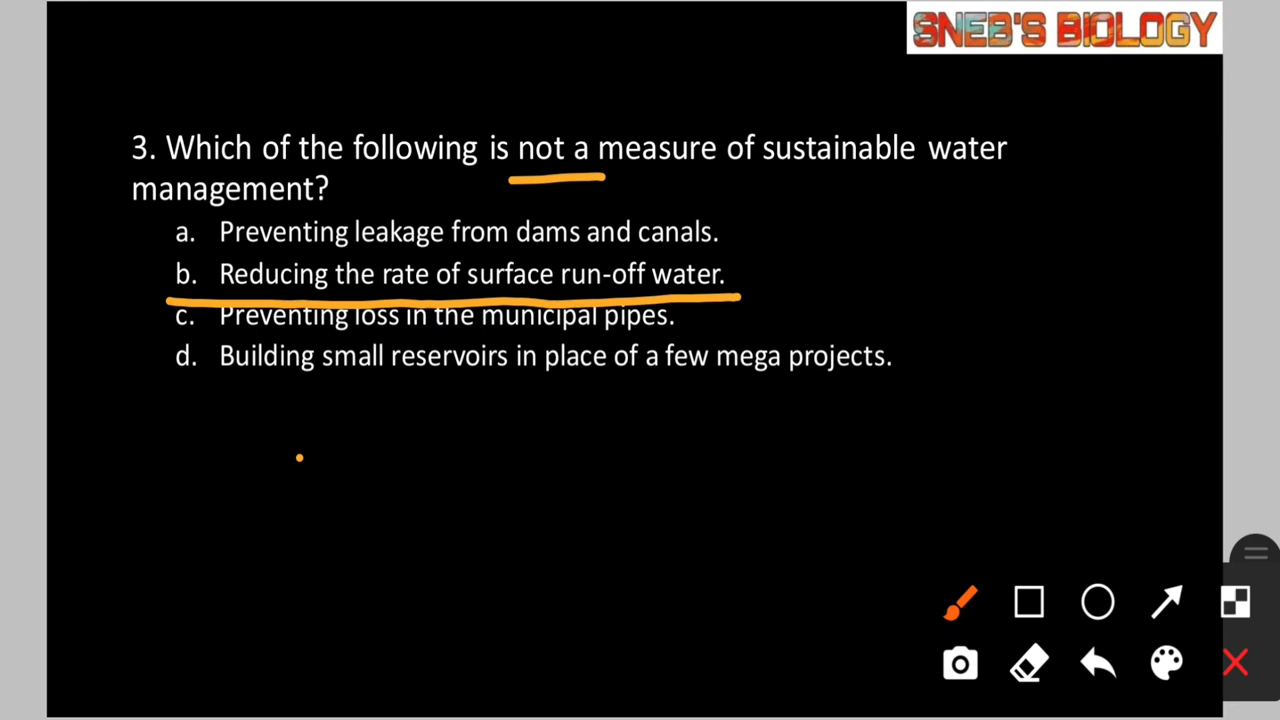 SNEB'S BIOLOGY
3. Which of the following is not a measure of sustainable water
management?
a. Preventing leakage from dams and canals.
b. Reducing the rate of surface run-off water.
c. Preventing loss in the municipal pipes.
d. Building small reservoirs in place of a few mega projects.